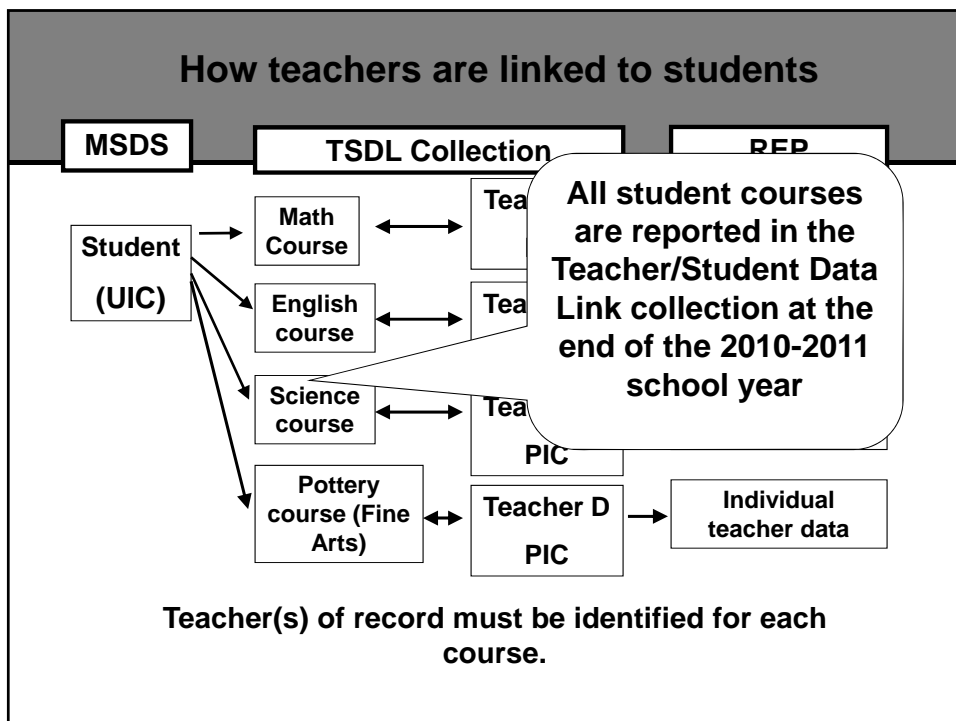 How teachers are linked to students
MSDS
TSDL Collection
REP
Student
(UIC)
Math
Course
English
course
Science
course
PIC
Pottery
course (Fine
Arts)
Teacher D
PIC
Individual
teacher data
All student courses
are reported in the
Teacher/Student Data
Link collection at the
end of the 2010-2011
school year
Teacher(s) of record must be identified for each
course.